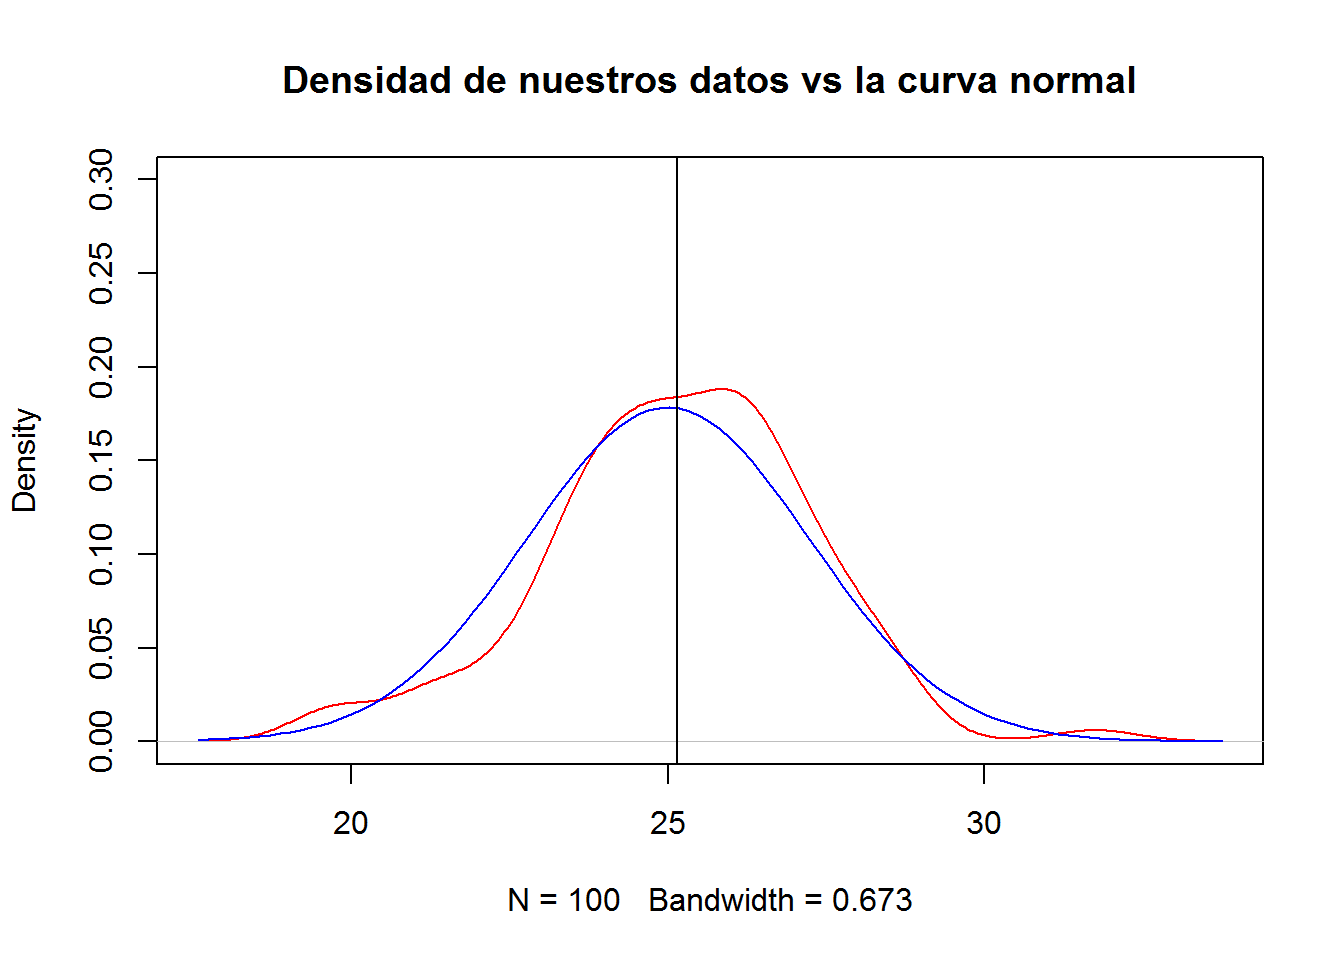 Densidad de nuestros datos vs la curva normal
Density
0.30
0.25
0.20
0.15
0.10
0.05
0.00
20 25 30
N = 100 Bandwidth = 0.673